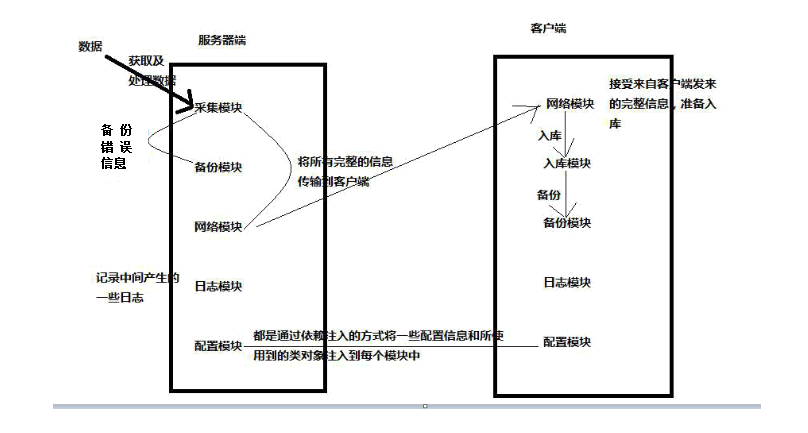 数据
服务器端
客户端
获取及
处理数据
采集模块
备份
错误
信息
备份模块
将所有完整的信息
传输到客户端
网络模块
记录中间产生的
一些日志
日志模块
都是通过依赖注入的方式将一些配置信息和所使
用到的类对象注入到每个模块中
配置模块
网络模块
接受来自客户端发来
的完整信息，准备入
库
入库
入库模块
备份
备份模块
日志模块
配置模块